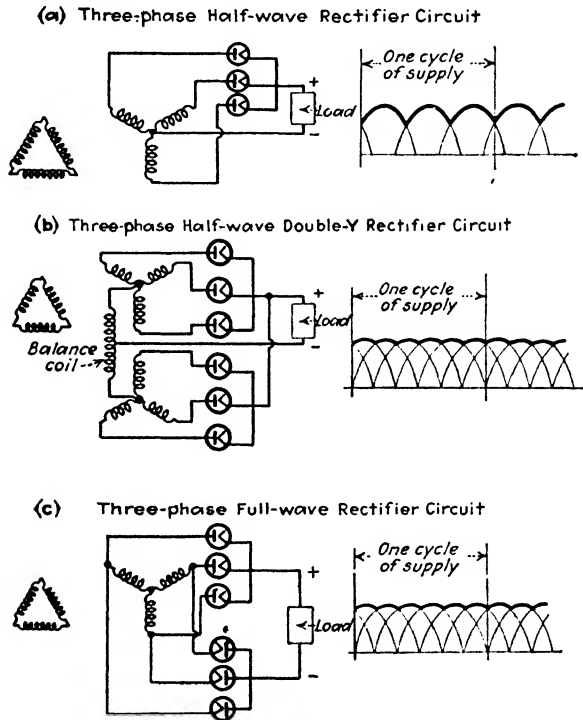 (a) Three-phase Half-wave Rectifier Circuit
One cycle
of supply
+
Load
-
(b) Three-phase Half-wave Double-Y Rectifier Circuit
One cycle
of supply
+
Load
-
Balance
coil
(c) Three-phase Full-wave Rectifier Circuit
One cycle
of supply
+
Load
-